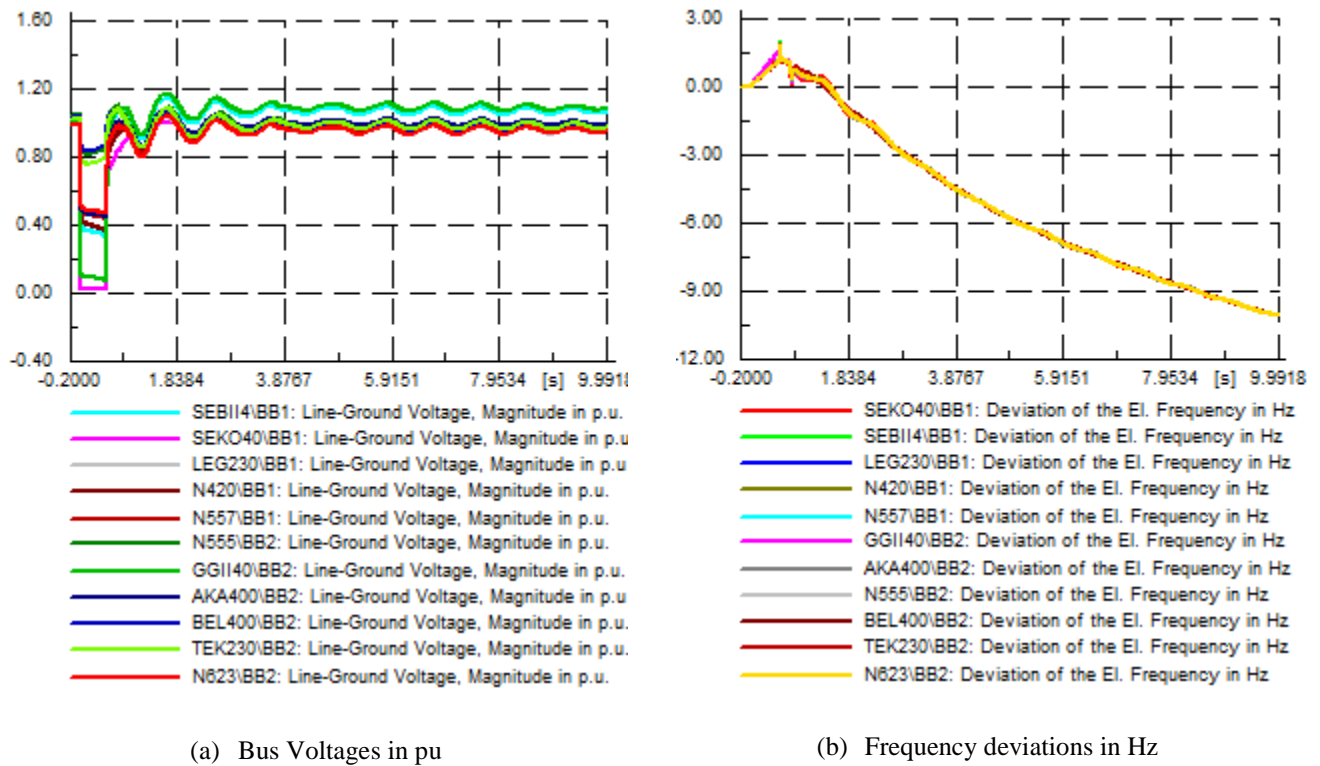 1.60
1.20
0.80
0.40
0.00
-0.40
-0.2000 1.8384 3.8767 5.9151 7.9534 [s] 9.991
SEBII4\BB1: Line-Ground Voltage, Magnitude in p.u.
SEKO40\BB1: Line-Ground Voltage, Magnitude in p.u
LEG230\BB1: Line-Ground Voltage, Magnitude in p.u
N420\BB1: Line-Ground Voltage, Magnitude in p.u.
N557\BB1: Line-Ground Voltage, Magnitude in p.u.
N555\BB2: Line-Ground Voltage, Magnitude in p.u.
GGII40\BB2: Line-Ground Voltage, Magnitude in p.u.
AKA400\BB2: Line-Ground Voltage, Magnitude in p.u
BEL400\BB2: Line-Ground Voltage, Magnitude in p.u.
TEK230\BB2: Line-Ground Voltage, Magnitude in p.u.
N623\BB2: Line-Ground Voltage, Magnitude in p.u.
(a) Bus Voltages in pu
3.00
0.00
-3.00
-6.00
-9.00
-12.00
-0.2000 1.8384 3.8767 5.9151 7.9534 [s] 9.9918
SEKO40\BB1: Deviation of the El. Frequency in Hz
SEBII4\BB1: Deviation of the El. Frequency in Hz
LEG230\BB1: Deviation of the El. Frequency in Hz
N420\BB1: Deviation of the El. Frequency in Hz
N557\BB1: Deviation of the El. Frequency in Hz
GGII40\BB2: Deviation of the El. Frequency in Hz
AKA400\BB2: Deviation of the El. Frequency in Hz
N555\BB2: Deviation of the El. Frequency in Hz
BEL400\BB2: Deviation of the El. Frequency in Hz
TEK230\BB2: Deviation of the El. Frequency in Hz
N623\BB2: Deviation of the El. Frequency in Hz
(b) Frequency deviations in Hz